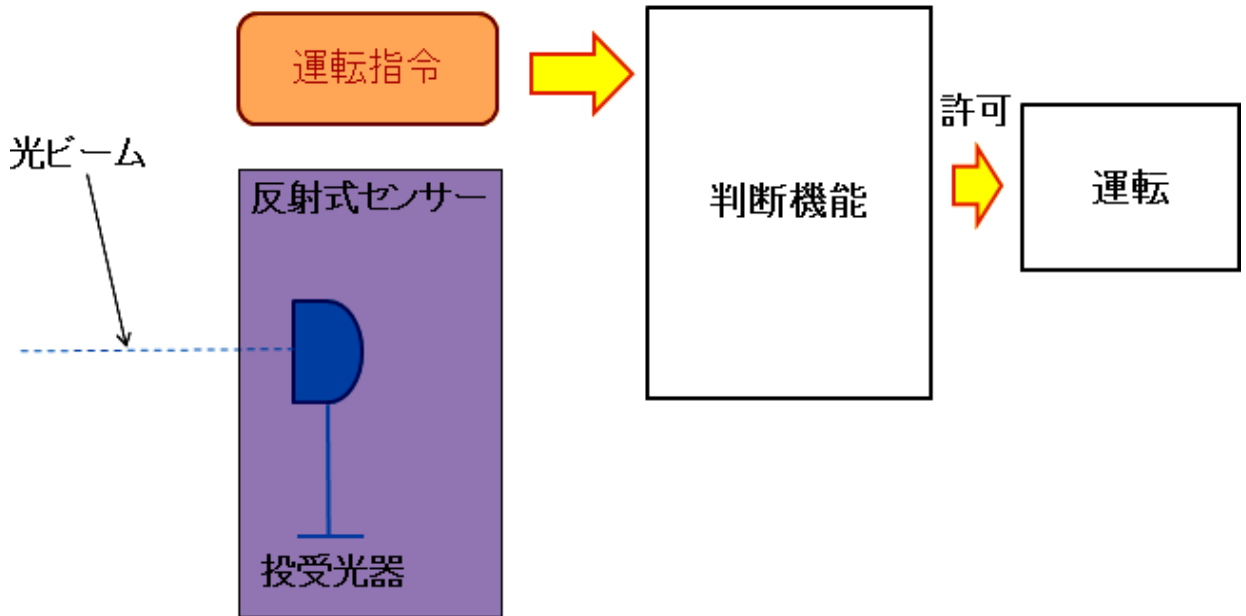 運転指令
許可
光ビーム
反射式センサー
判断機能
運転
投受光器